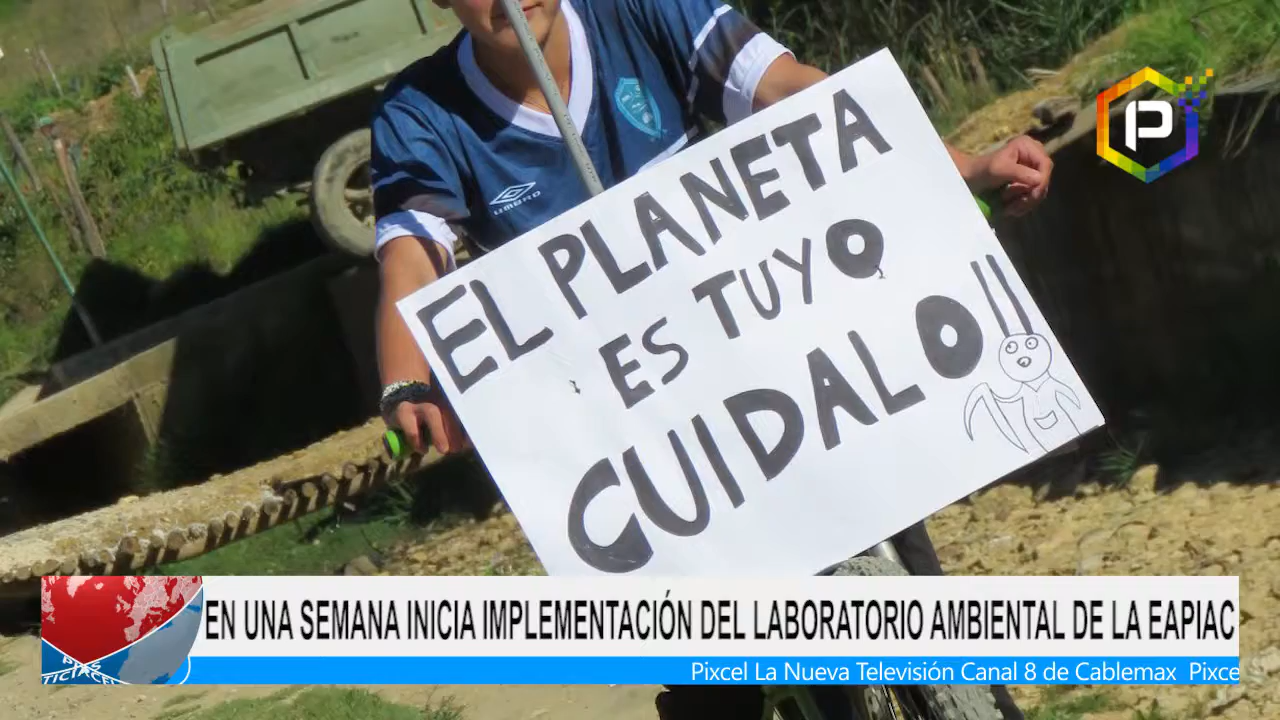 P
UMBRO
EL PLANETA
ES TUYO
CUIDALO!!
EN UNA SEMANA INICIA IMPLEMENTACIÓN DEL LABORATORIO AMBIENTAL DE LA EAPIAC
Pixcel La Nueva Televisión Canal 8 de Cablemax Pixce